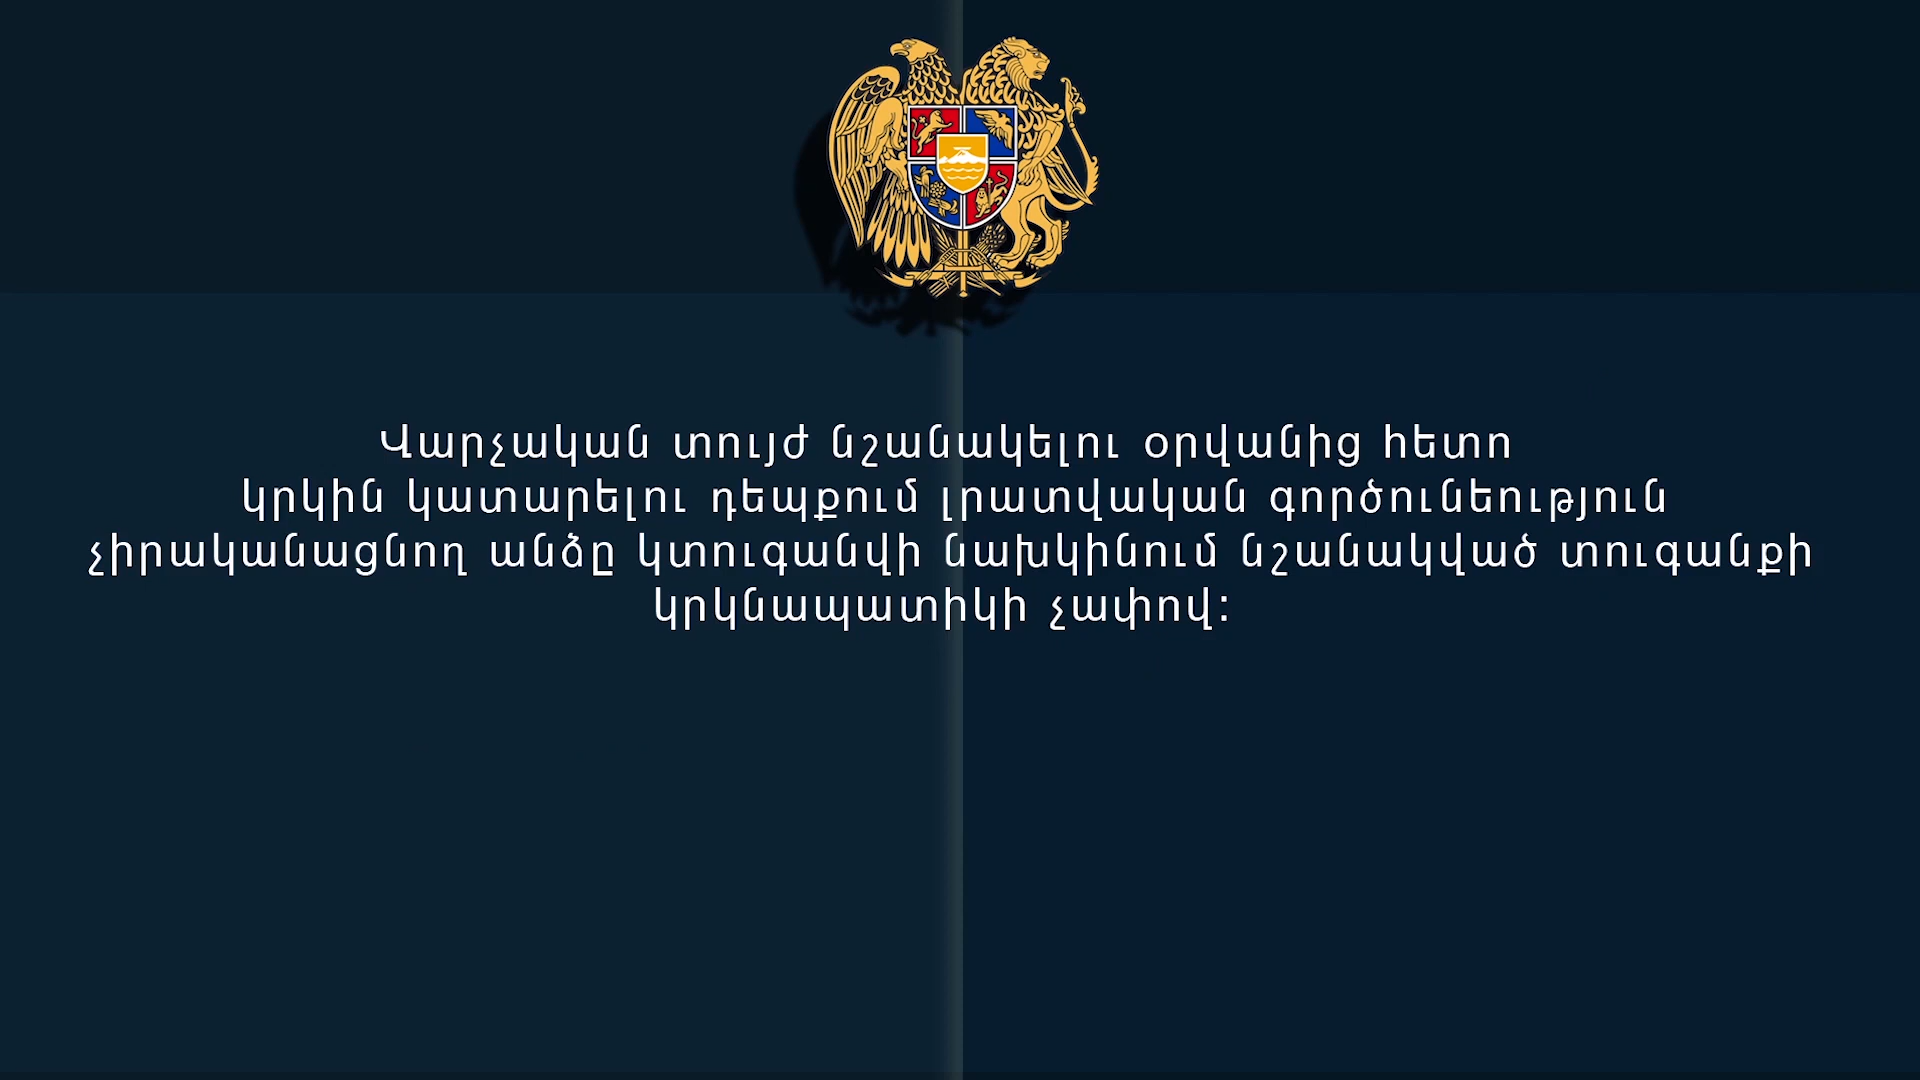 Վարչական տույժ նշանակելու օրվանից հետո
կրկին կատարելու դեպքում լրատվական գործունեություն
չիրականացնող անձը կտուգանվի նախկինում նշանակված տուգանքի
կրկնապատիկի չափով: